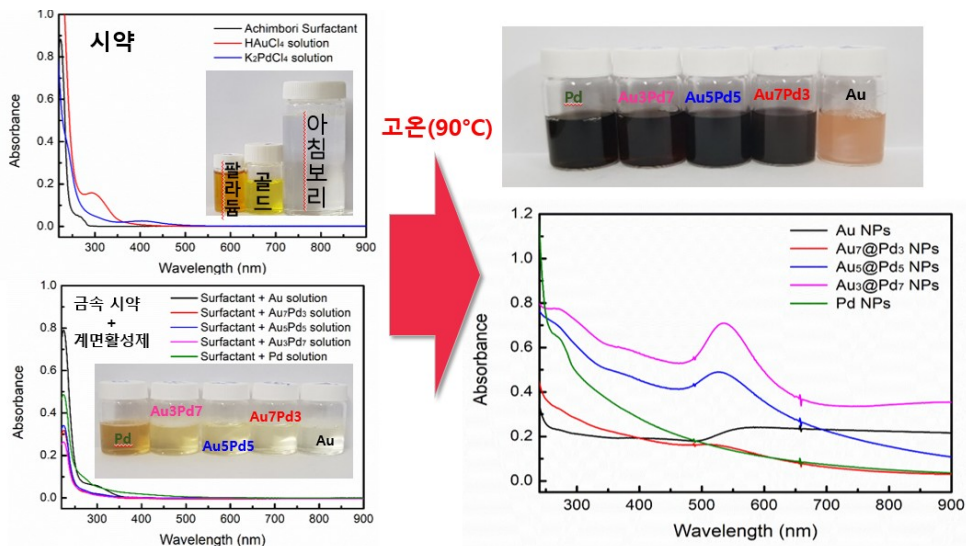 시약
Achimbori Surfactant
HAuCl₄ solution
K₂PdCl₄ solution
1.0
0.8
0.6
0.4
0.2
0.0
Absorbance
300 400 500 600 700 800 900
Wavelength (nm)
팔라듐
골드
아침보리
금속 시약
+
계면활성제
Surfactant + Au solution
Surfactant + Au₇Pd₃ solution
Surfactant + Au₅Pd₅ solution
Surfactant + Au₃Pd₇ solution
Surfactant + Pd solution
1.0
0.8
0.6
0.4
0.2
0.0
Absorbance
300 400 500 600 700 800 900
Wavelength (nm)
Pd
Au3Pd7
Au5Pd5
Au7Pd3
Au
고온(90°C)
Pd
Au3Pd7
Au5Pd5
Au7Pd3
Au
Au NPs
Au₇@Pd₃ NPs
Au₅@Pd₅ NPs
Au₃@Pd₇ NPs
Pd NPs
1.2
1.0
0.8
0.6
0.4
0.2
0.0
Absorbance
300 400 500 600 700 800 900
Wavelength (nm)